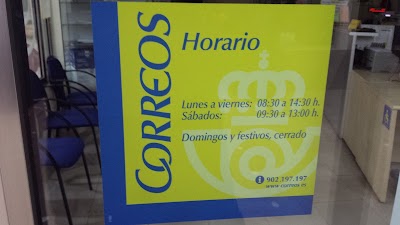 CORREOS
Horario
Lunes a viernes: 08:30 a 14:30 h.
Sábados: 09:30 a 13:00 h.
Domingos y festivos, cerrado
902.197.197
www.correos.es